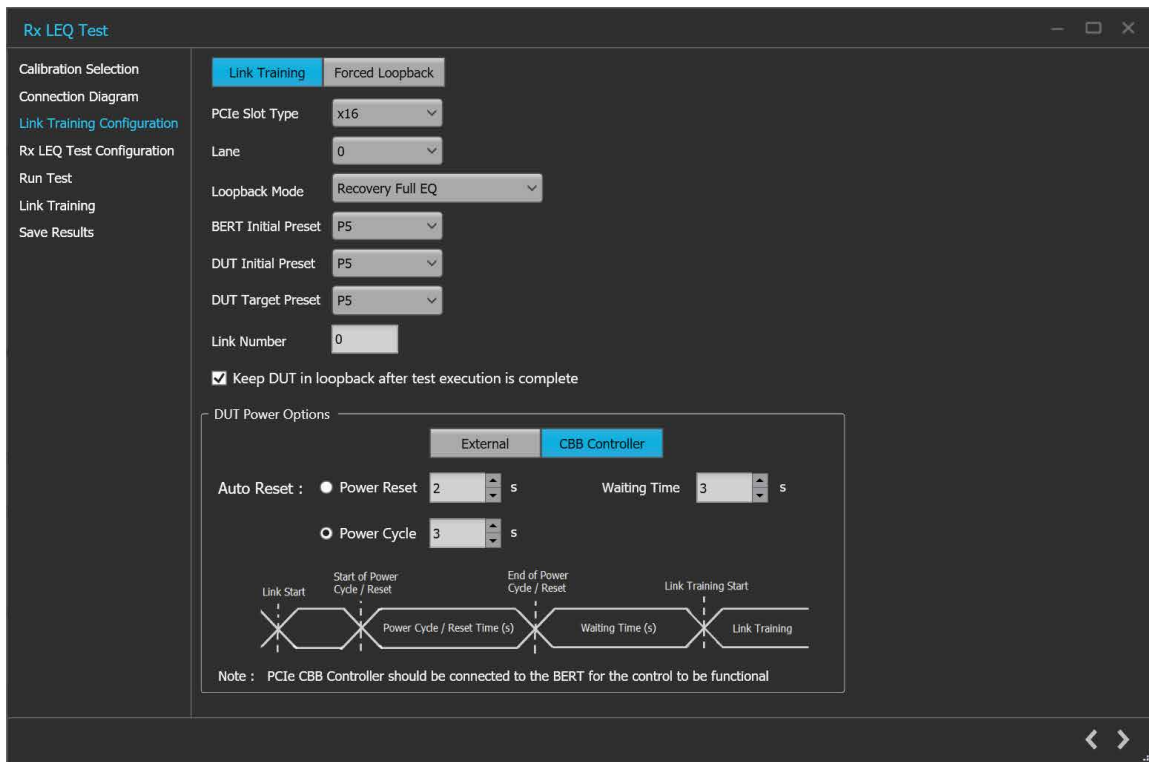 Rx LEQ Test
Calibration Selection
Connection Diagram
Link Training Configuration
Rx LEQ Test Configuration
Run Test
Link Training
Save Results
Link Training Forced Loopback
PCIe Slot Type x16
Lane 0
Loopback Mode Recovery Full EQ
BERT Initial Preset P5
DUT Initial Preset P5
DUT Target Preset P5
Link Number 0
Keep DUT in loopback after test execution is complete
DUT Power Options
External CBB Controller
Auto Reset : Power Reset 2 s Waiting Time 3 s
Power Cycle 3 s
Link Start
Start of Power
Cycle / Reset
End of Power
Cycle / Reset
Link Training Start
Power Cycle / Reset Time (s) Waiting Time (s) Link Training
Note : PCIe CBB Controller should be connected to the BERT for the control to be functional